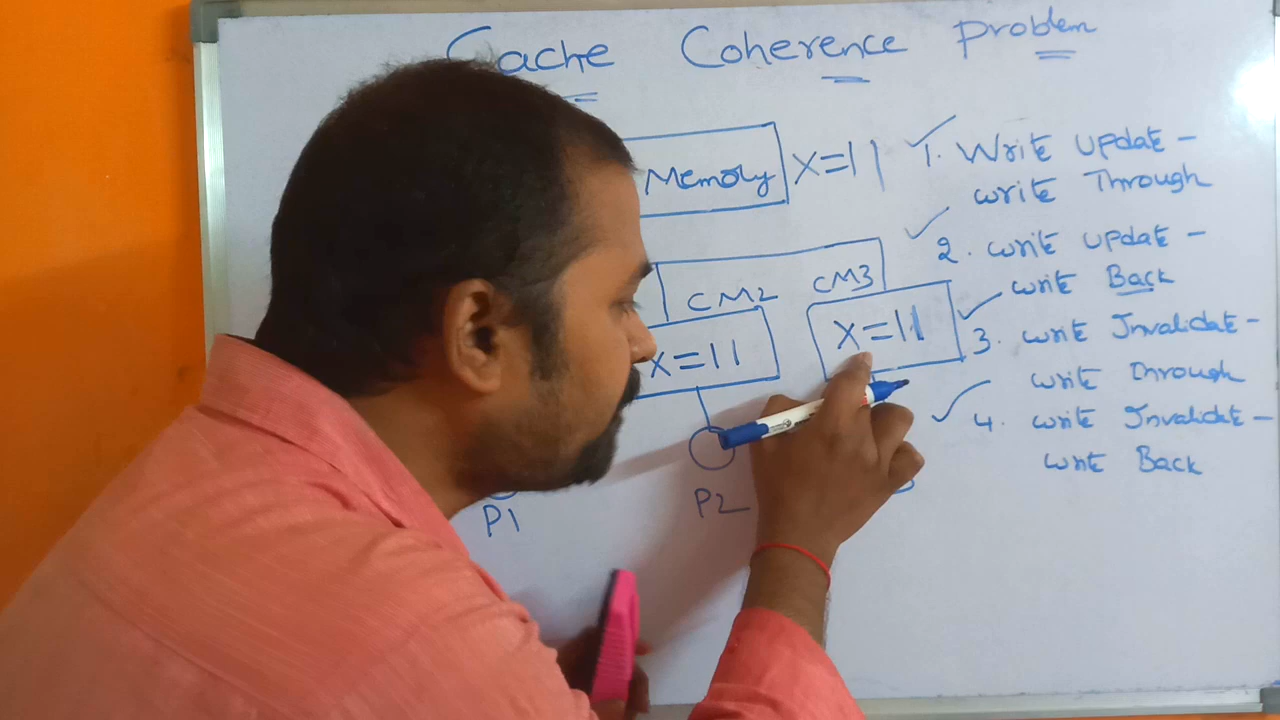 Cache Coherence Problem
Memory X=11
CM2 CM3
X=11 X=11
P1 P2
1. Write Update -
write Through
2. write update -
write Back
3. write Invalidate -
write through
4. write Invalidate -
write Back